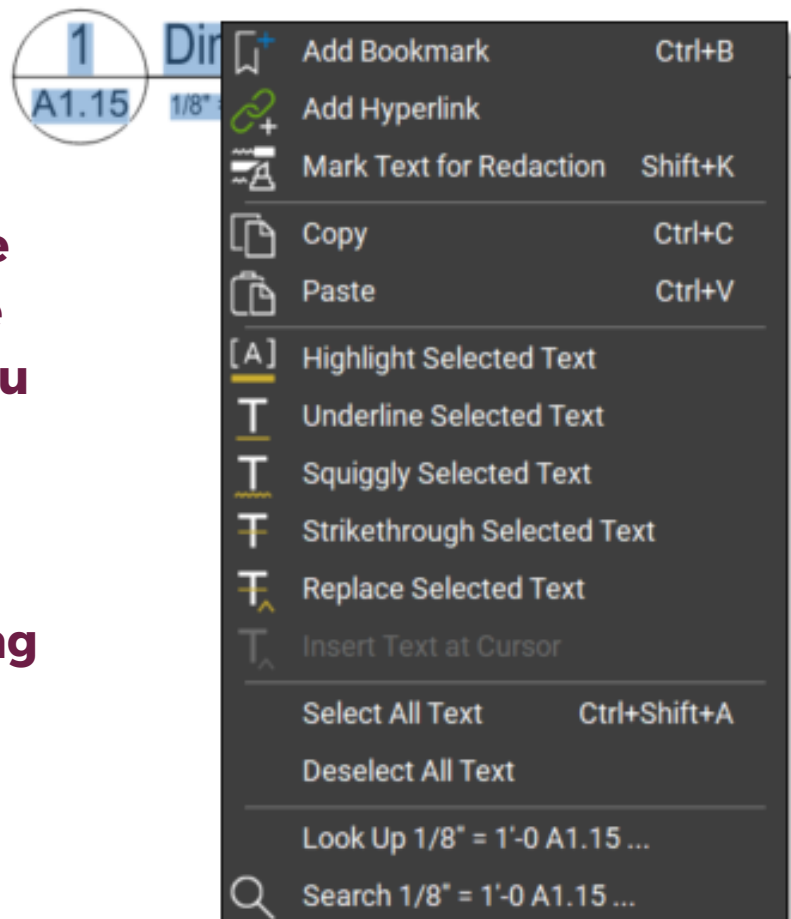 1 Dir
A1.15 1/8" =
Add Bookmark Ctrl+B
Add Hyperlink
Mark Text for Redaction Shift+K
e
Copy Ctrl+C
Paste Ctrl+V
u
Highlight Selected Text
Underline Selected Text
Squiggly Selected Text
Strikethrough Selected Text
Replace Selected Text
ng
Insert Text at Cursor
Select All Text Ctrl+Shift+A
Deselect All Text
Look Up 1/8" = 1'-0 A1.15 ...
Search 1/8" = 1'-0 A1.15 ...